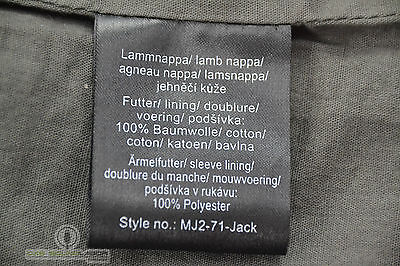 Lammnappa/ lamb nappa/
agneau nappa/ lamsnappa/
jehněčí kůže
Futter/ lining/ doublure/
voering/ podšívka:
100% Baumwolle/ cotton/
coton/ katoen/ bavlna
Ärmelfutter/ sleeve lining/
doublure du manche/ mouwvoering/
podšívka v rukávu:
100% Polyester
Style no.: MJ2-71-Jack